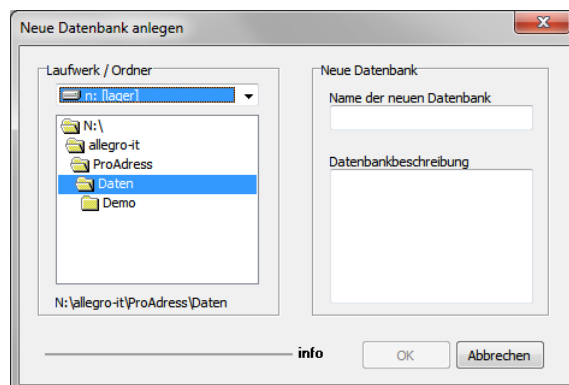 Neue Datenbank anlegen
Laufwerk / Ordner
n: [lager]
N:\
allegro-it
ProAdress
Daten
Demo
N:\allegro-it\ProAdress\Daten
Neue Datenbank
Name der neuen Datenbank
Datenbankbeschreibung
info
OK
Abbrechen